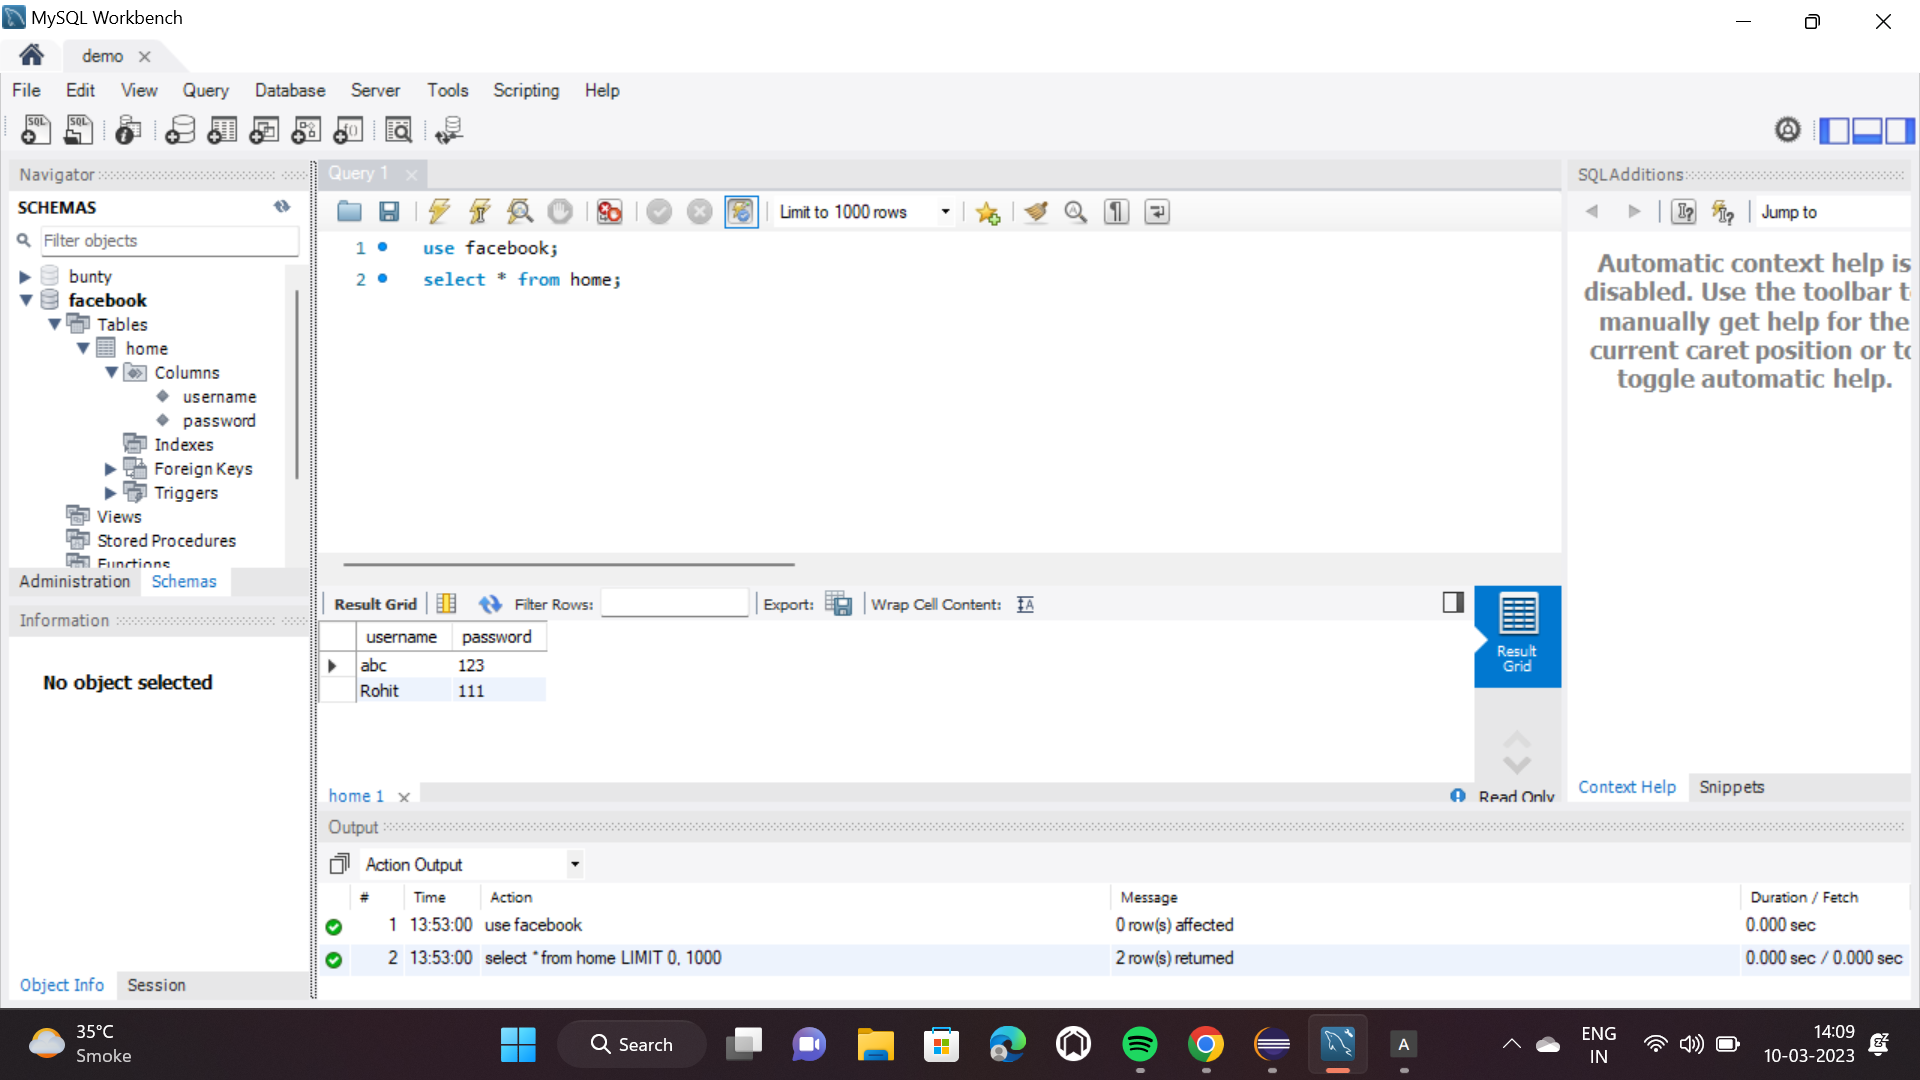 MySQL Workbench
demo
File Edit View Query Database Server Tools Scripting Help
Navigator
SCHEMAS
Filter objects
bunty
facebook
Tables
home
Columns
username
password
Indexes
Foreign Keys
Triggers
Views
Stored Procedures
Functions
Administration Schemas
Information
No object selected
Object Info Session
Query 1
Limit to 1000 rows
1 use facebook;
2 select * from home;
Result Grid Filter Rows: Export: Wrap Cell Content:
username password
abc 123
Rohit 111
Result
Grid
home 1
Read Only
SQLAdditions
Jump to
Automatic context help is
disabled. Use the toolbar t
manually get help for the
current caret position or to
toggle automatic help.
Context Help Snippets
Output
Action Output
# Time Action Message Duration / Fetch
1 13:53:00 use facebook 0 row(s) affected 0.000 sec
2 13:53:00 select * from home LIMIT 0, 1000 2 row(s) returned 0.000 sec / 0.000 sec
35°C
Smoke
Search
A
ENG
IN
14:09
10-03-2023